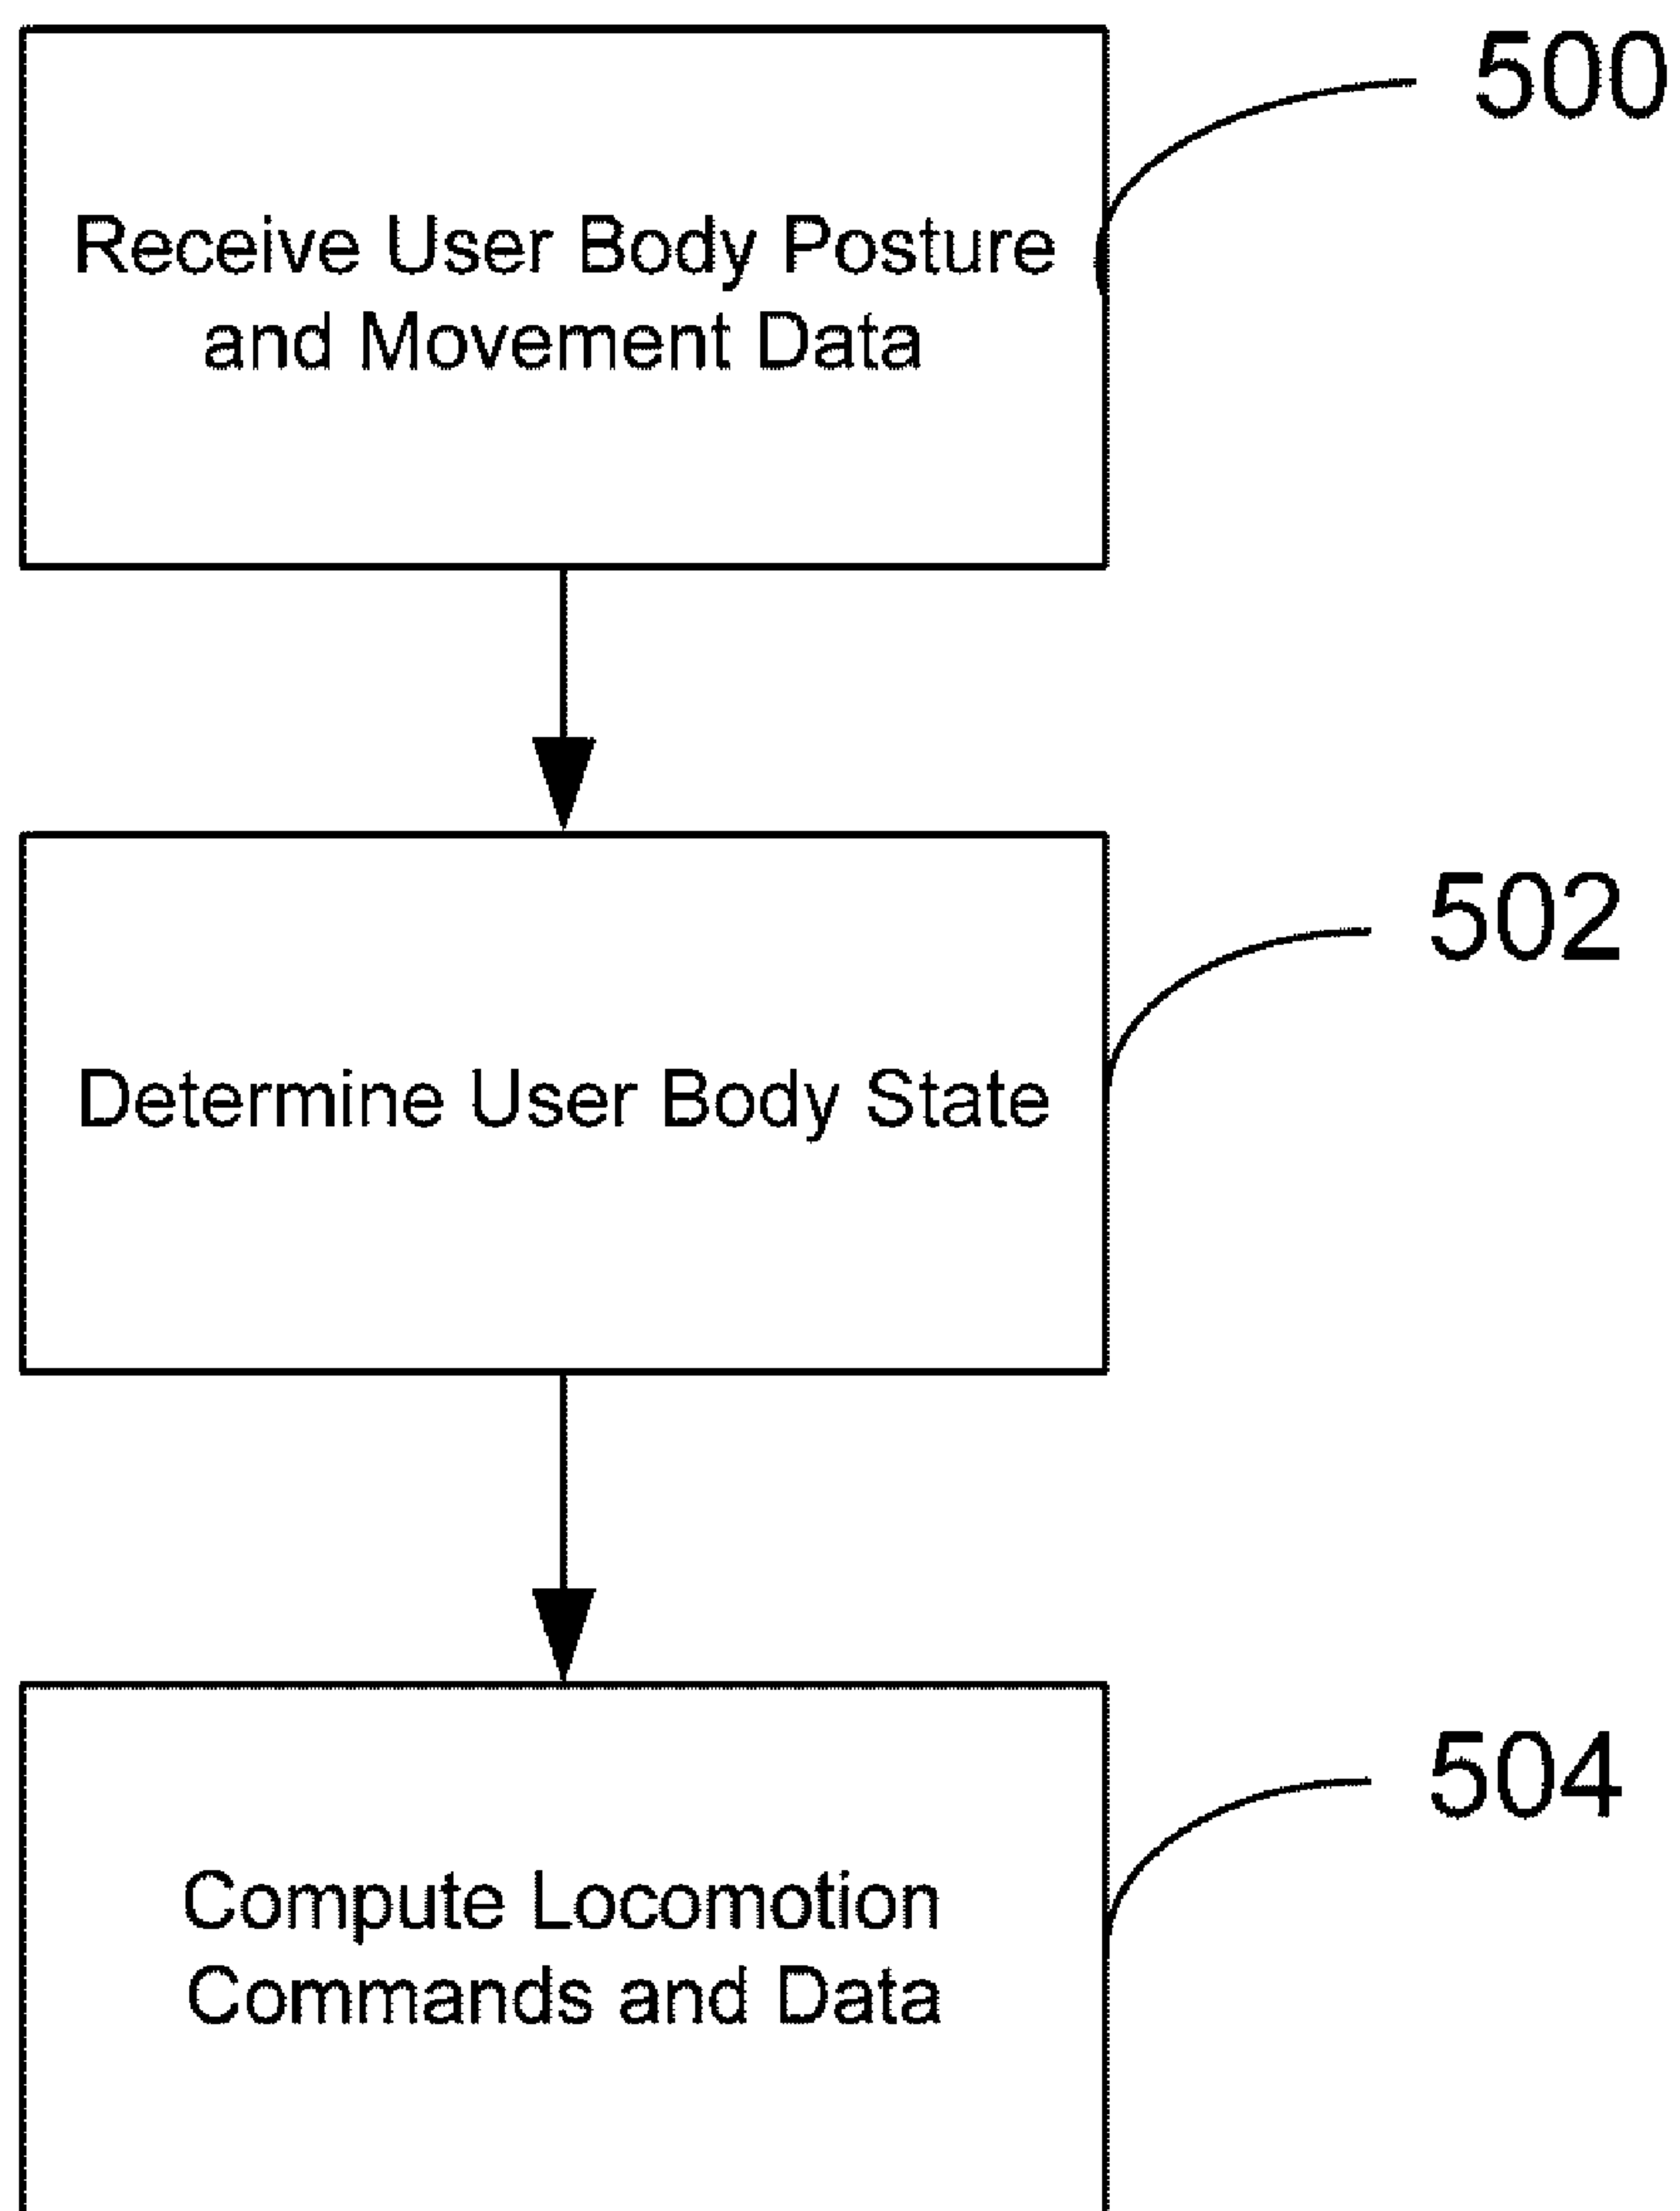 500
Receive User Body Posture
and Movement Data
502
Determine User Body State
504
Compute Locomotion
Commands and Data